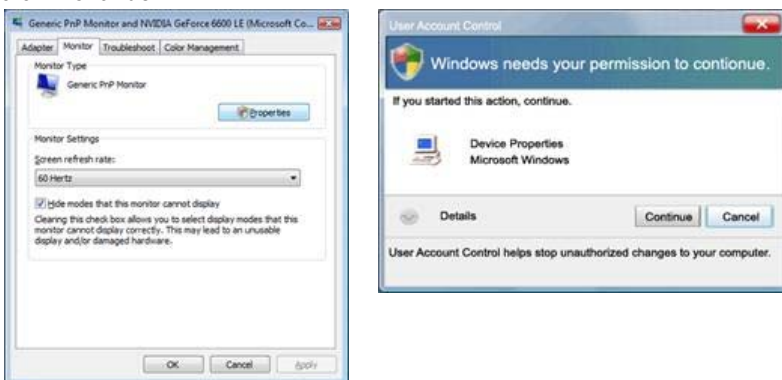 Generic PnP Monitor and NVIDIA GeForce 6600 LE (Microsoft Co...
Adapter Monitor Troubleshoot Color Management
Monitor Type
Generic PnP Monitor
Properties
Monitor Settings
Screen refresh rate:
60 Hertz
Hide modes that this monitor cannot display
Clearing this check box allows you to select display modes that this
monitor cannot display correctly. This may lead to an unusable
display and/or damaged hardware.
OK Cancel Apply
User Account Control
Windows needs your permission to contionue.
If you started this action, continue.
Device Properties
Microsoft Windows
Details Continue Cancel
User Account Control helps stop unauthorized changes to your computer.